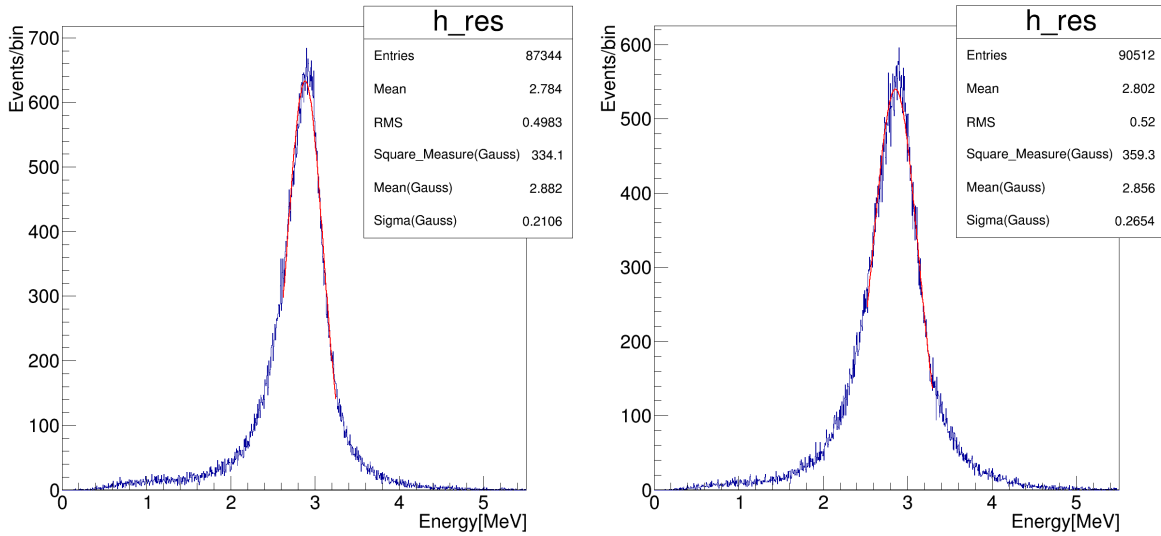 h_res
Entries 87344
Mean 2.784
RMS 0.4983
Square_Measure(Gauss) 334.1
Mean(Gauss) 2.882
Sigma(Gauss) 0.2106
Events/bin
700
600
500
400
300
200
100
0
0 1 2 3 4 5
Energy[MeV]
h_res
Entries 90512
Mean 2.802
RMS 0.52
Square_Measure(Gauss) 359.3
Mean(Gauss) 2.856
Sigma(Gauss) 0.2654
Events/bin
600
500
400
300
200
100
0
0 1 2 3 4 5
Energy[MeV]